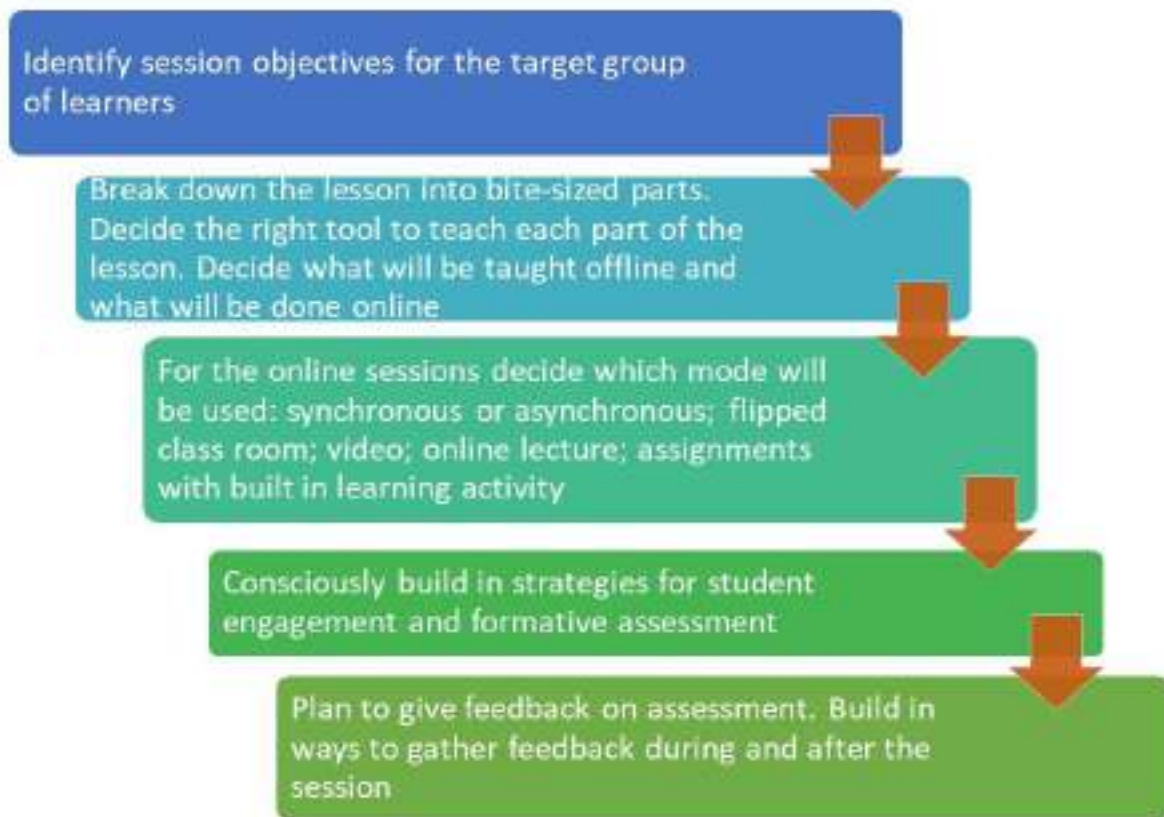 Identify session objectives for the target group
of learners
Break down the lesson into bite-sized parts.
Decide the right tool to teach each part of the
lesson. Decide what will be taught offline and
what will be done online
For the online sessions decide which mode will
be used: synchronous or asynchronous; flipped
class room; video; online lecture; assignments
with built in learning activity
Consciously build in strategies for student
engagement and formative assessment
Plan to give feedback on assessment. Build in
ways to gather feedback during and after the
session